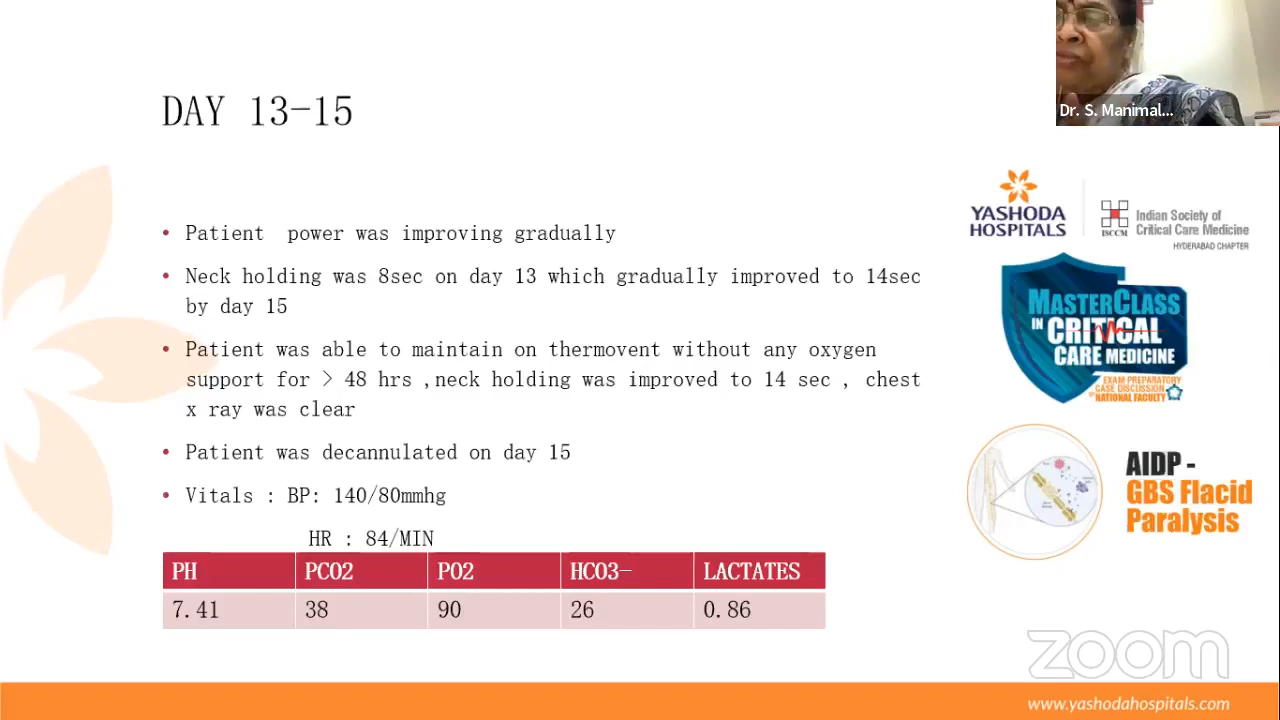 DAY 13-15
Dr. S. Manimal...
• Patient power was improving gradually
• Neck holding was 8sec on day 13 which gradually improved to 14sec
by day 15
• Patient was able to maintain on thermovent without any oxygen
support for > 48 hrs ,neck holding was improved to 14 sec , chest
x ray was clear
• Patient was decannulated on day 15
• Vitals : BP: 140/80mmhg
HR : 84/MIN
PH PCO2 PO2 HCO3- LACTATES
7.41 38 90 26 0.86
YASHODA
HOSPITALS
ISCCM
Indian Society of
Critical Care Medicine
HYDERABAD CHAPTER
MASTERCLASS
IN CRITICAL
CARE MEDICINE
EXAM PREPARATORY
CASE DISCUSSION
NATIONAL FACULTY
AIDP -
GBS Flacid
Paralysis
zoom
www.yashodahospitals.com